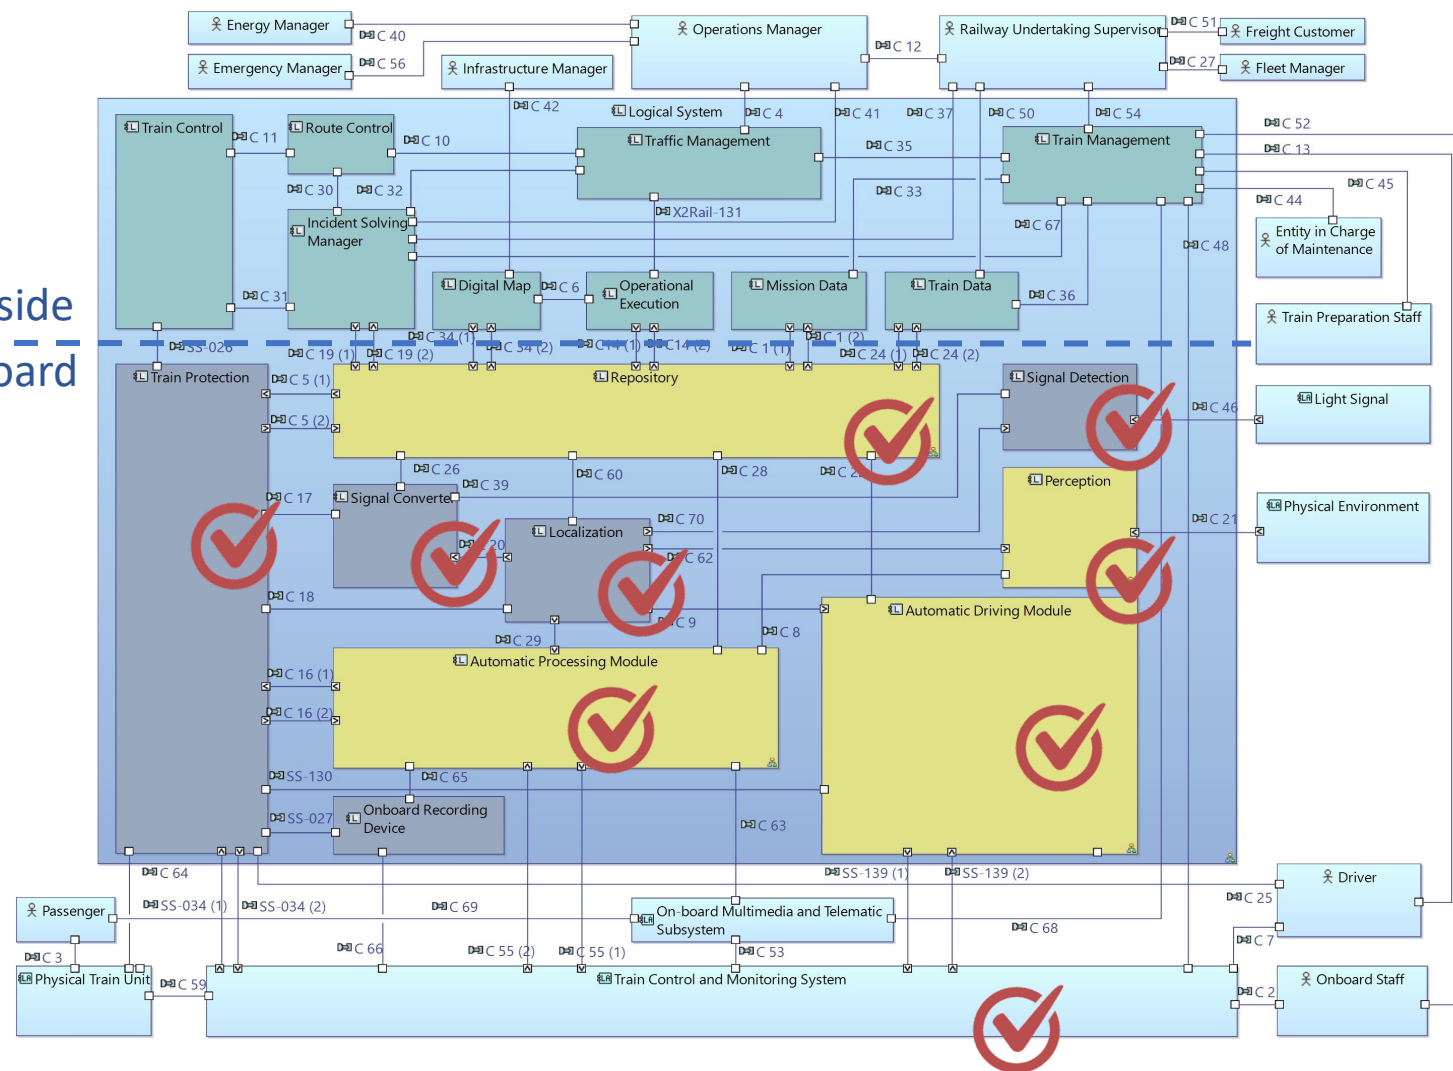 Energy Manager
C 40
Operations Manager
Railway Undertaking Supervisor
C 51
Freight Customer
C 12
Emergency Manager
C 56
Infrastructure Manager
C 27
Fleet Manager
C 42
Logical System
C 4
C 41
C 37
C 50
C 54
C 52
Train Control
C 11
Route Control
C 10
Traffic Management
C 35
Train Management
C 13
C 30
C 32
C 33
C 45
C 44
X2Rail-131
Incident Solving
Manager
C 67
C 48
Entity in Charge
of Maintenance
C 31
Digital Map
C 6
Operational
Execution
Mission Data
Train Data
C 36
side
Train Preparation Staff
SS-026
C 19 (1)
C 19 (2)
C 34 (1)
C 34 (2)
C 14 (1)
C 14 (2)
C 1 (1)
C 1 (2)
C 24 (1)
C 24 (2)
board
Train Protection
C 5 (1)
Repository
Signal Detection
Light Signal
C 5 (2)
C 46
C 26
C 60
C 28
C 39
Perception
C 17
Signal Converter
C 70
Physical Environment
C 21
Localization
C 20
C 62
C 18
C 9
C 8
Automatic Driving Module
C 29
Automatic Processing Module
C 16 (1)
C 16 (2)
SS-130
C 65
Onboard Recording
Device
SS-027
C 63
C 64
SS-139 (1)
SS-139 (2)
Driver
Passenger
SS-034 (1)
SS-034 (2)
C 69
On-board Multimedia and Telematic
Subsystem
C 25
C 68
C 7
C 3
C 66
C 55 (2)
C 55 (1)
C 53
Physical Train Unit
C 59
Train Control and Monitoring System
C 2
Onboard Staff